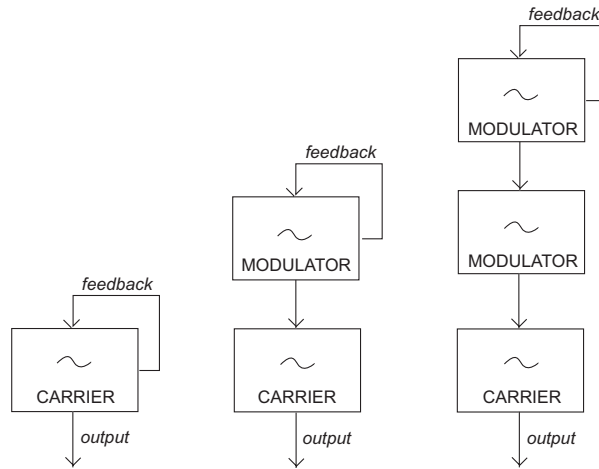 feedback
MODULATOR
feedback
MODULATOR
MODULATOR
feedback
CARRIER
CARRIER
CARRIER
output
output
output